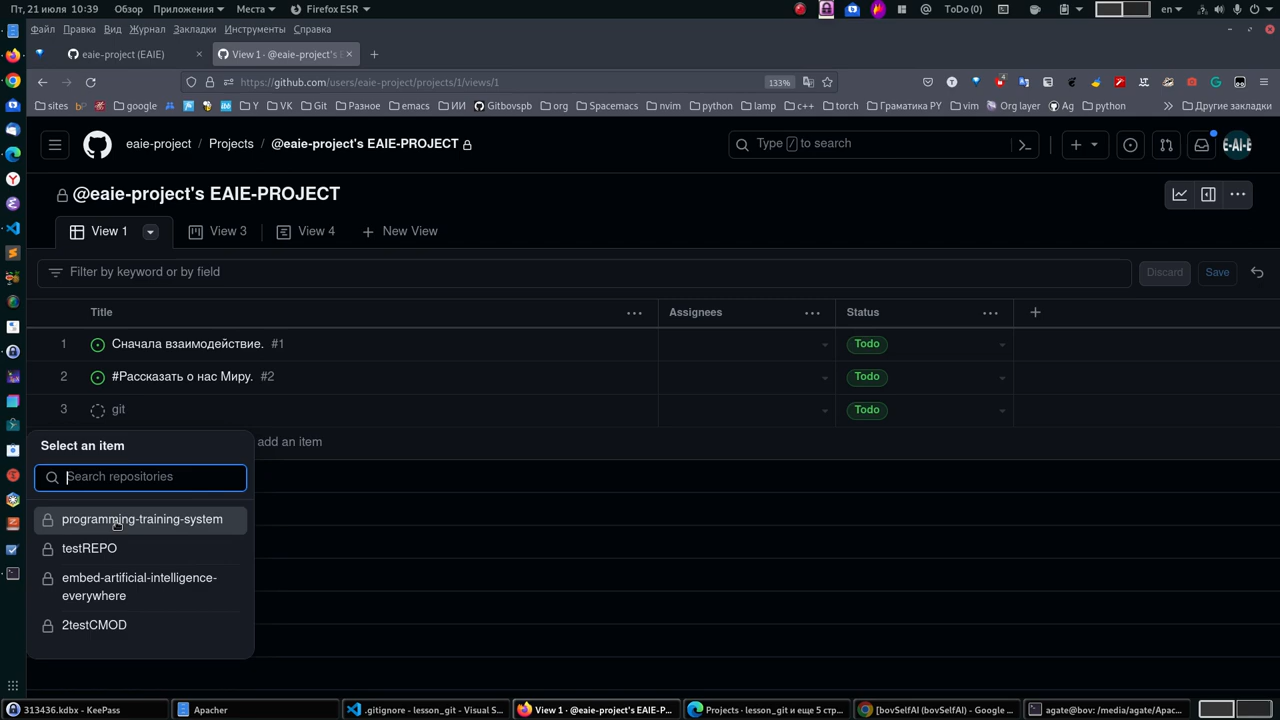 Пт, 21 июля 10:39
Обзор
Приложения
Места
Firefox ESR
ToDo (0)
en
Файл Правка Вид Журнал Закладки Инструменты Справка
eaie-project (EAIE)
View 1 · @eaie-project's E
https://github.com/users/eaie-project/projects/1/views/1
133%
sites
google
Y
VK
Git
Разное
emacs
ИИ
Gitbovspb
org
Spacemacs
nvim
python
lamp
c++
torch
Граматика РУ
vim
Org layer
Ag
python
Другие закладки
eaie-project / Projects / @eaie-project's EAIE-PROJECT
Type / to search
E-AI-E
@eaie-project's EAIE-PROJECT
View 1
View 3
View 4
New View
Filter by keyword or by field
Discard
Save
Title
Assignees
Status
1 Сначала взаимодействие. #1 Todo
2 #Рассказать о нас Миру. #2 Todo
3 git Todo
add an item
Select an item
Search repositories
programming-training-system
testREPO
embed-artificial-intelligence-
everywhere
2testCMOD
313436.kdbx - KeePass
Apacher
.gitignore - lesson_git - Visual S...
View 1 · @eaie-project's EAIE-P...
Projects · lesson_git и еще 5 стр...
[bovSelfAI (bovSelfAI) - Google ...
agate@bov: /media/agate/Apac...